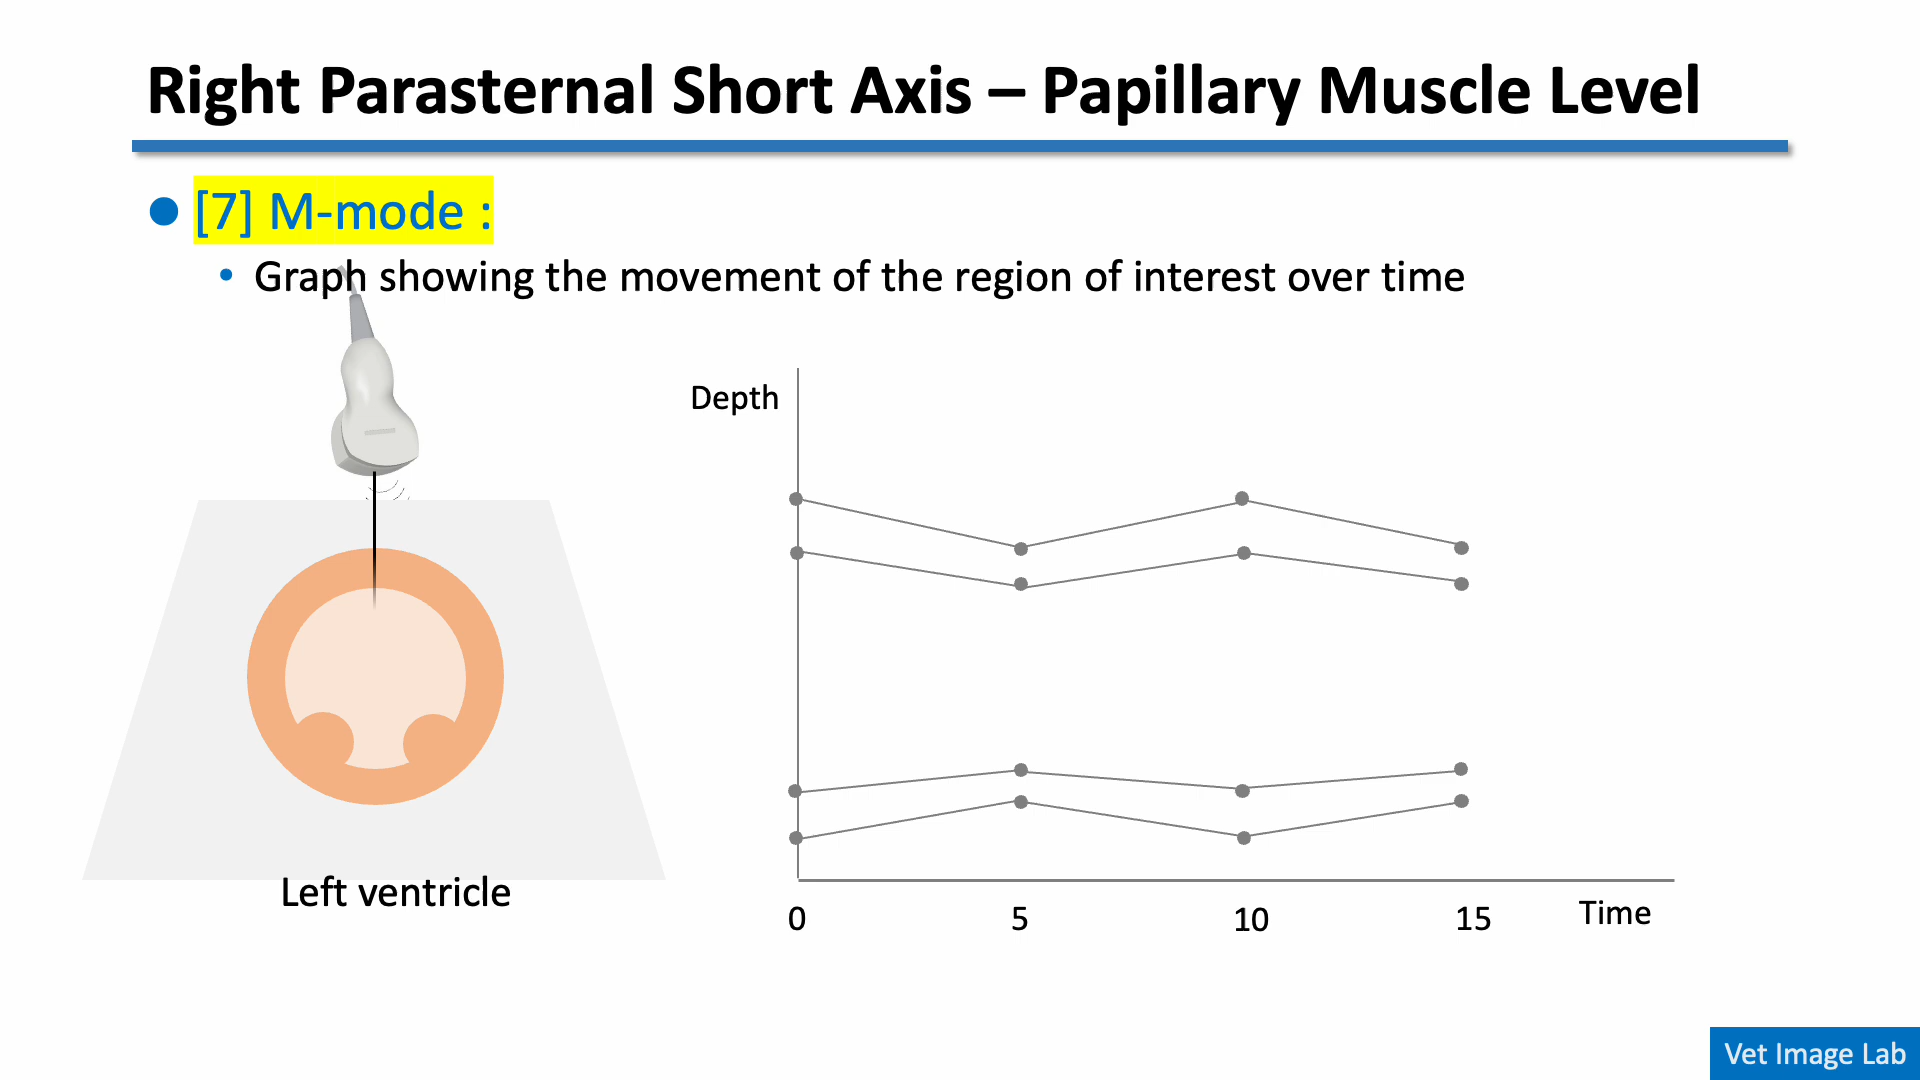 Right Parasternal Short Axis – Papillary Muscle Level
[7] M-mode :
Graph showing the movement of the region of interest over time
Depth
Left ventricle
0 5 10 15 Time
Vet Image Lab